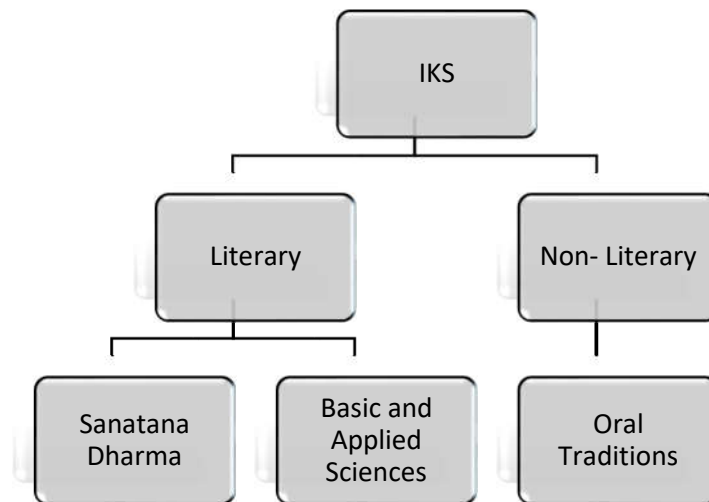 IKS
Literary
Non- Literary
Sanatana
Dharma
Basic and
Applied
Sciences
Oral
Traditions